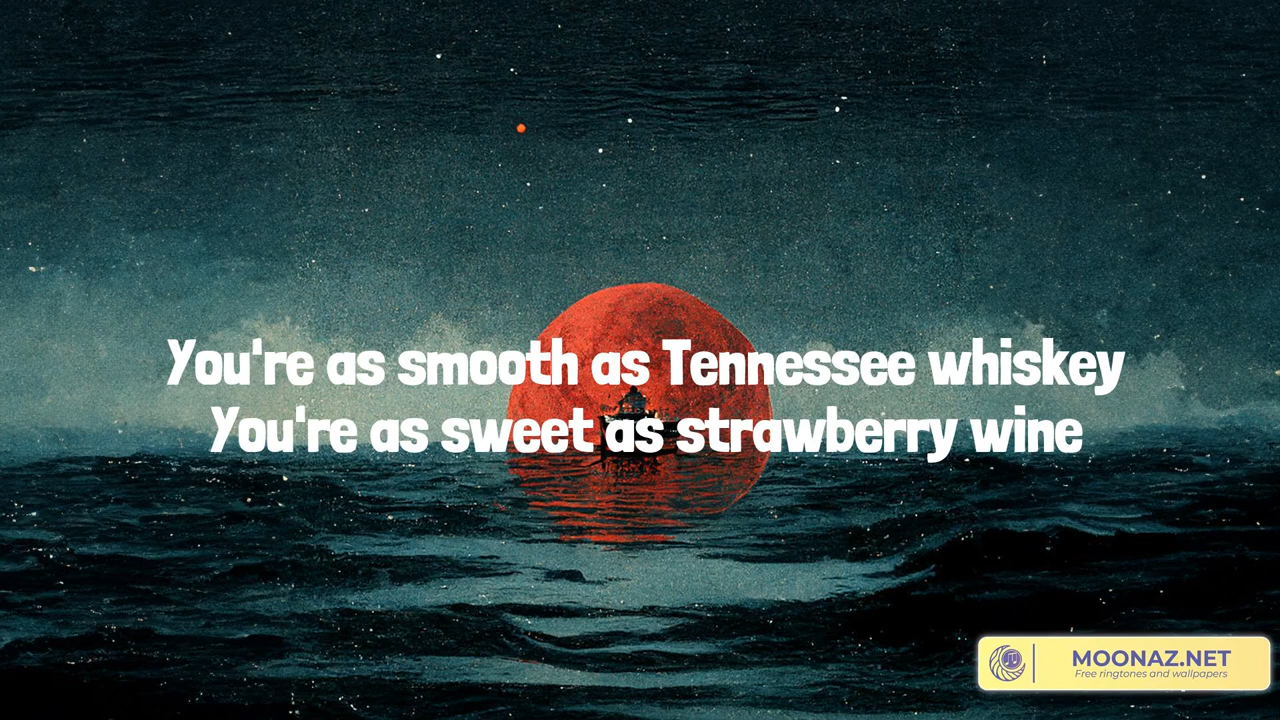 You're as smooth as Tennessee whiskey
You're as sweet as strawberry wine
MOONAZ.NET
Free ringtones and wallpapers